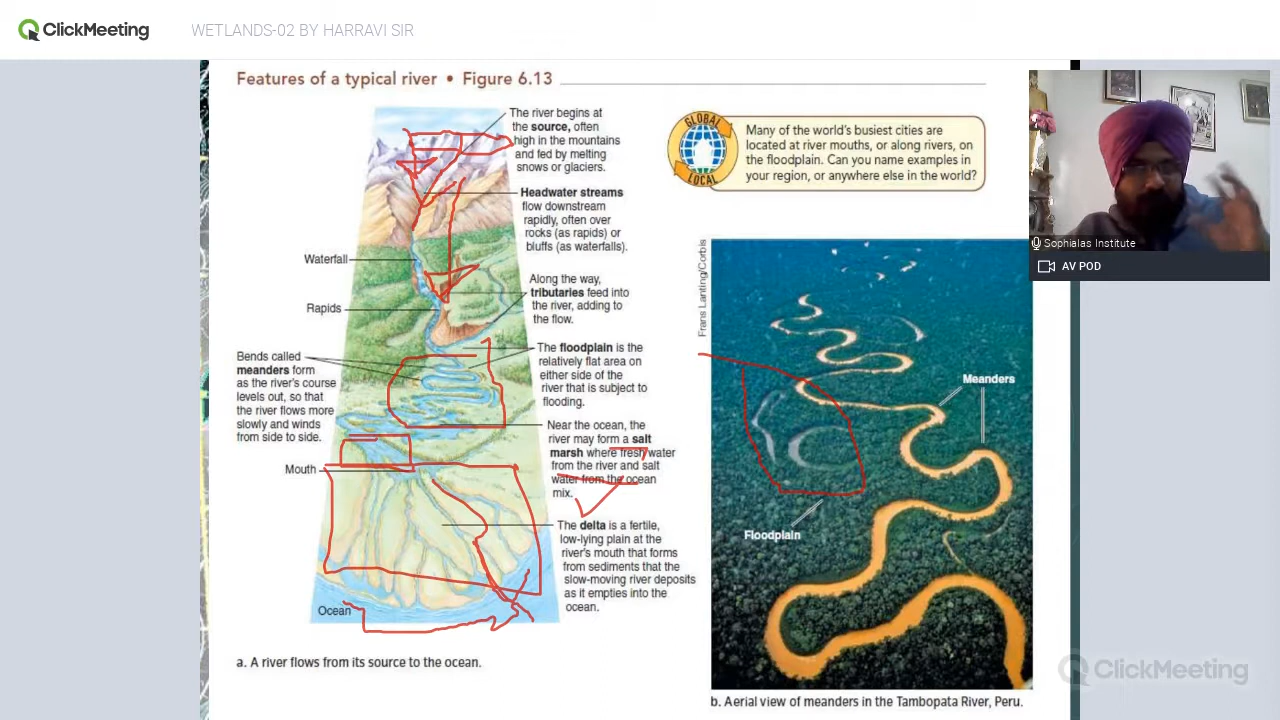 ClickMeeting
WETLANDS-02 BY HARRAVI SIR
Features of a typical river • Figure 6.13
The river begins at
the source, often
high in the mountains
and fed by melting
snows or glaciers.
Headwater streams
flow downstream
rapidly, often over
rocks (as rapids) or
bluffs (as waterfalls).
Waterfall
Along the way,
tributaries feed into
the river, adding to
the flow.
Rapids
Bends called
meanders form
as the river's course
levels out, so that
the river flows more
slowly and winds
from side to side.
The floodplain is the
relatively flat area on
either side of the
river that is subject to
flooding.
Near the ocean, the
river may form a salt
marsh where fresh water
from the river and salt
water from the ocean
mix.
Mouth
The delta is a fertile,
low-lying plain at the
river's mouth that forms
from sediments that the
slow-moving river deposits
as it empties into the
ocean.
Ocean
a. A river flows from its source to the ocean.
GLOBAL
LOCAL
Many of the world's busiest cities are
located at river mouths, or along rivers, on
the floodplain. Can you name examples in
your region, or anywhere else in the world?
Frans Lanting/Corbis
Meanders
Floodplain
b. Aerial view of meanders in the Tambopata River, Peru.
Sophialas Institute
AV POD
ClickMeeting